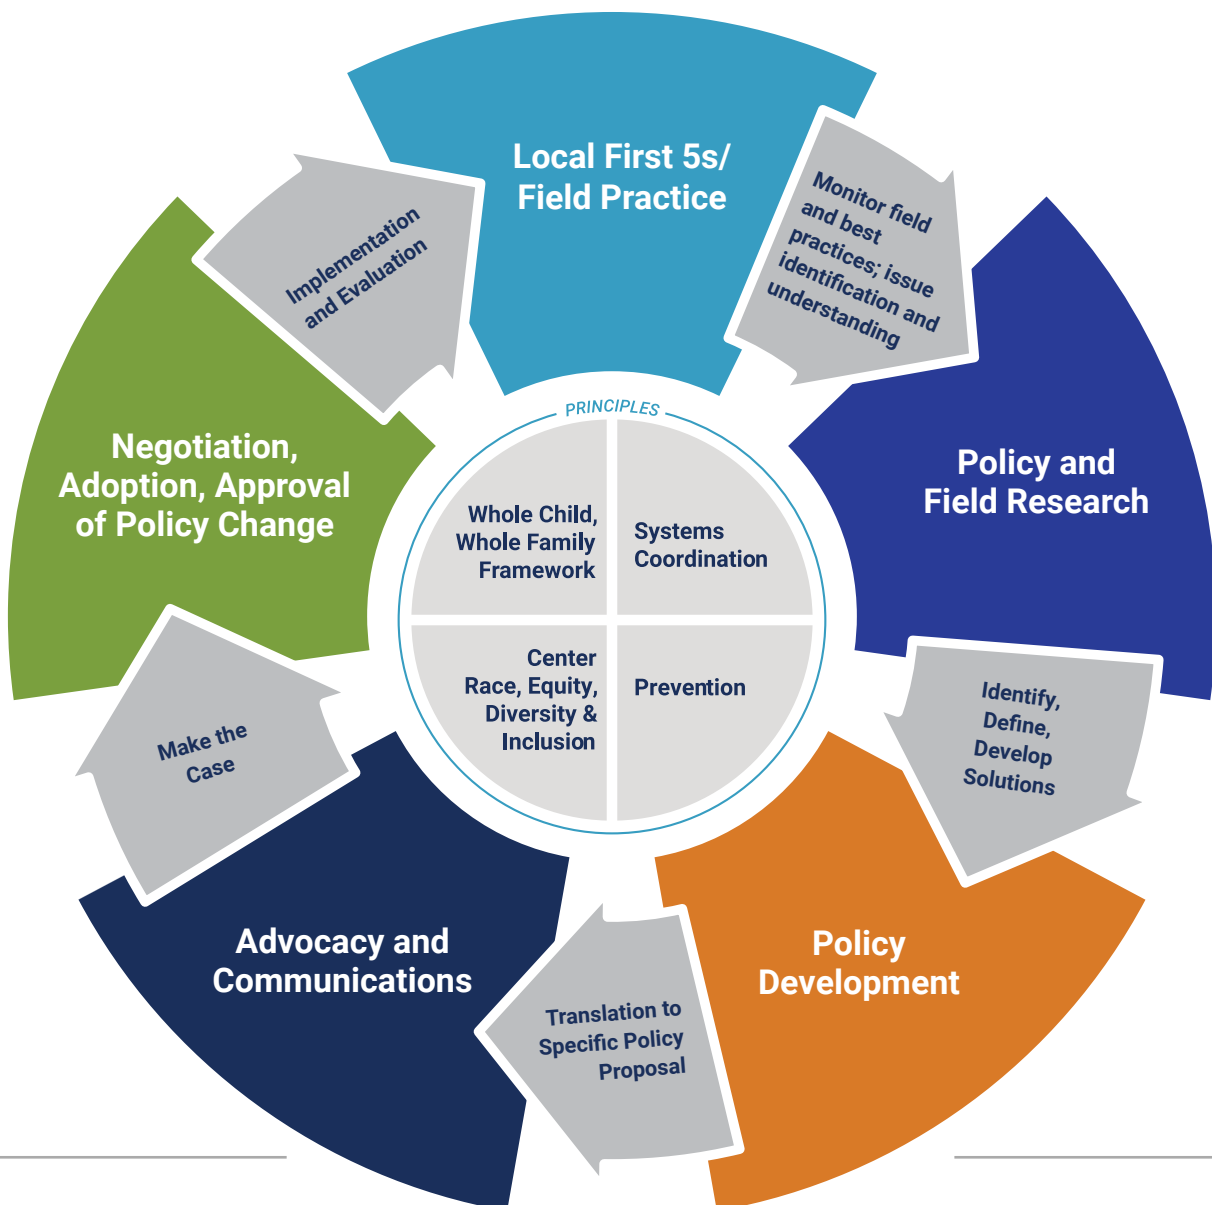 Local First 5s/
Field Practice
Monitor field
and best
practices; issue
identification and
understanding
Policy and
Field Research
Identify,
Define,
Develop
Solutions
Policy
Development
Translation to
Specific Policy
Proposal
Advocacy and
Communications
Make the
Case
Negotiation,
Adoption, Approval
of Policy Change
Implementation
and Evaluation
PRINCIPLES
Whole Child,
Whole Family
Framework
Systems
Coordination
Center
Race, Equity,
Diversity &
Inclusion
Prevention